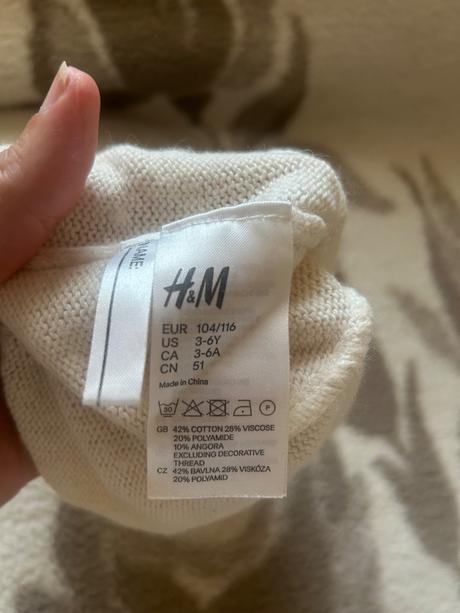 NAME:
H&M
EUR 104/116
US 3-6Y
CA 3-6A
CN 51
Made in China
30 P
GB 42% COTTON 28% VISCOSE
20% POLYAMIDE
10% ANGORA
EXCLUDING DECORATIVE
THREAD
CZ 42% BAVLNA 28% VISKÓZA
20% POLYAMID